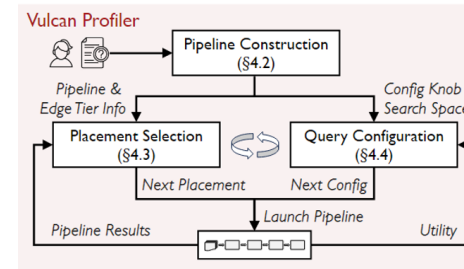 Vulcan Profiler
Pipeline Construction
(§4.2)
Pipeline &
Edge Tier Info
Config Knob
Search Space
Placement Selection
(§4.3)
Query Configuration
(§4.4)
Next Placement
Next Config
Launch Pipeline
Pipeline Results
Utility